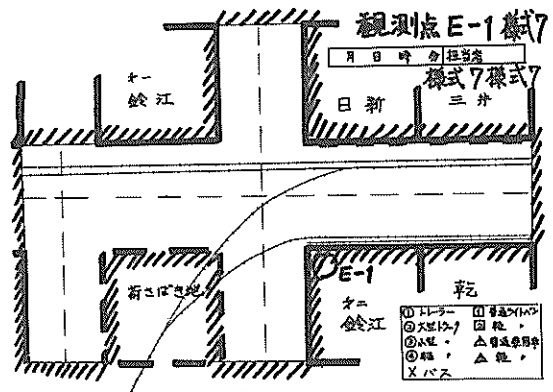 観測点 E-1 様式7
月 日 時 分 担当者
様式7様式7
オ一
鈴江
日新
三井
荷さばき地
E-1
オ二
鈴江
乾
① トレーラー
② 大型トラック
③ 小型 〃
④ 軽 〃
X バス
① 普通ライトバン
② 軽 〃
△ 普通乗用車
△ 軽 〃